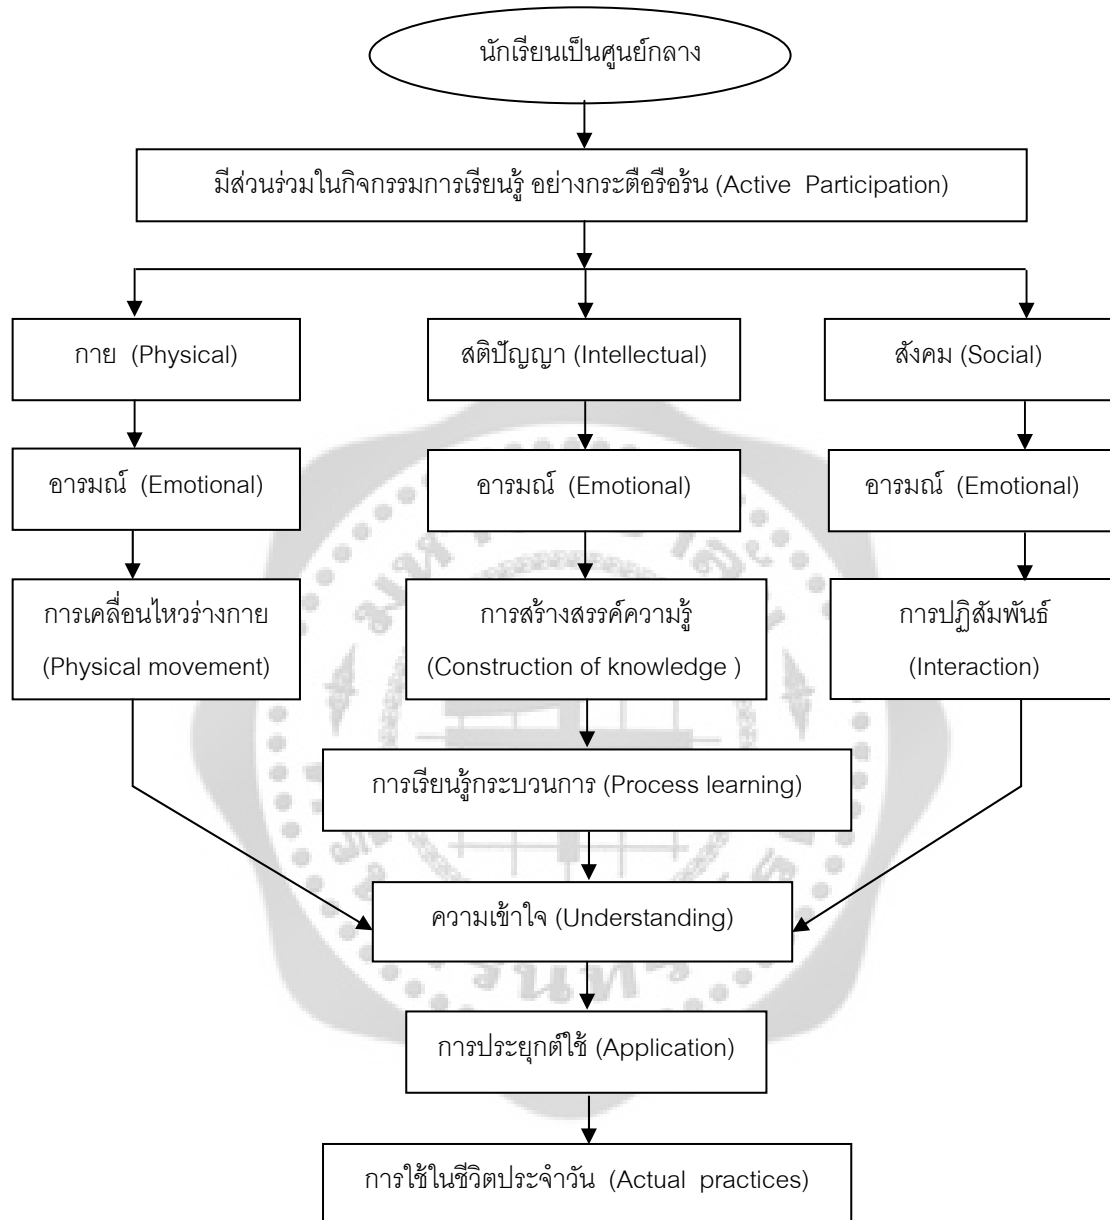 นักเรียนเป็นศูนย์กลาง
มีส่วนร่วมในกิจกรรมการเรียนรู้ อย่างกระตือรือร้น (Active Participation)
กาย (Physical)
สติปัญญา (Intellectual)
สังคม (Social)
อารมณ์ (Emotional)
อารมณ์ (Emotional)
อารมณ์ (Emotional)
การเคลื่อนไหวร่างกาย
(Physical movement)
การสร้างสรรค์ความรู้
(Construction of knowledge )
การปฏิสัมพันธ์
(Interaction)
การเรียนรู้กระบวนการ (Process learning)
ความเข้าใจ (Understanding)
การประยุกต์ใช้ (Application)
การใช้ในชีวิตประจำวัน (Actual practices)